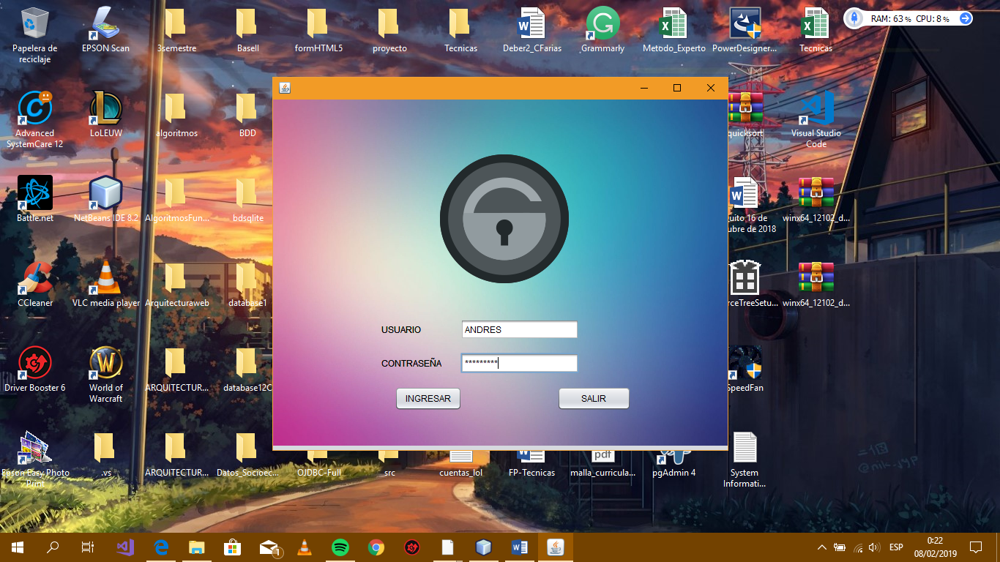 Papelera de
reciclaje
EPSON Scan
3semestre
Basell
formHTML5
proyecto
Tecnicas
Deber2_CFarias
Grammarly
Metodo_Experto
PowerDesigner...
Tecnicas
RAM: 63% CPU: 8%
Advanced
SystemCare 12
LoLEUW
algoritmos
BDD
quicksort
Visual Studio
Code
Battle.net
NetBeans IDE 8.2
AlgoritmosFun...
bdsqlite
uito 16 de
ubre de 2018
winx64_12102_d...
CCleaner
VLC media player
Arquitecturaweb
database1
rceTreeSetu...
winx64_12102_d...
USUARIO
ANDRES
CONTRASEÑA
*********
INGRESAR
SALIR
Driver Booster 6
World of
Warcraft
ARQUITECTUR...
database12C
SpeedFan
Epson Easy Photo
Print
.vs
ARQUITECTUR...
Datos_Socioec...
OJDBC-Full
src
cuentas_lol
FP-Tecnicas
pdf
malla_curricula...
pgAdmin 4
System
Informati...
@nik_syp
1
ESP
0:22
08/02/2019